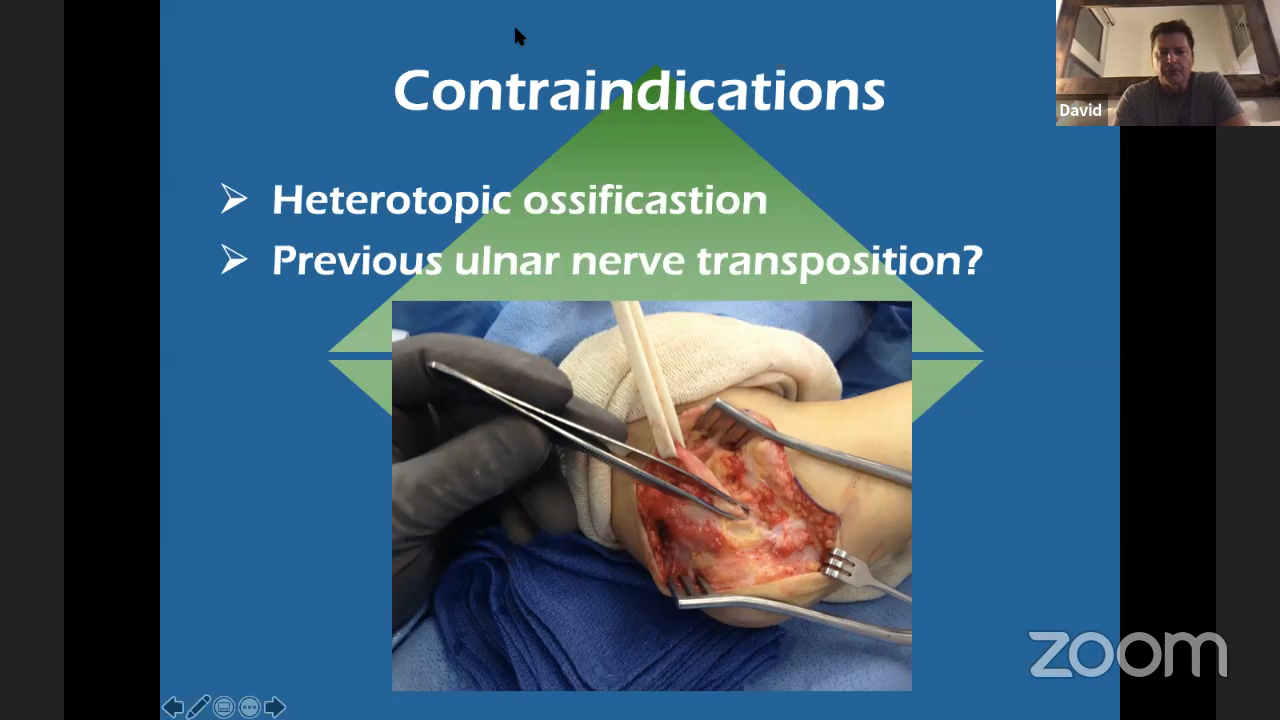 Contraindications
David
Heterotopic ossificastion
Previous ulnar nerve transposition?
zoom